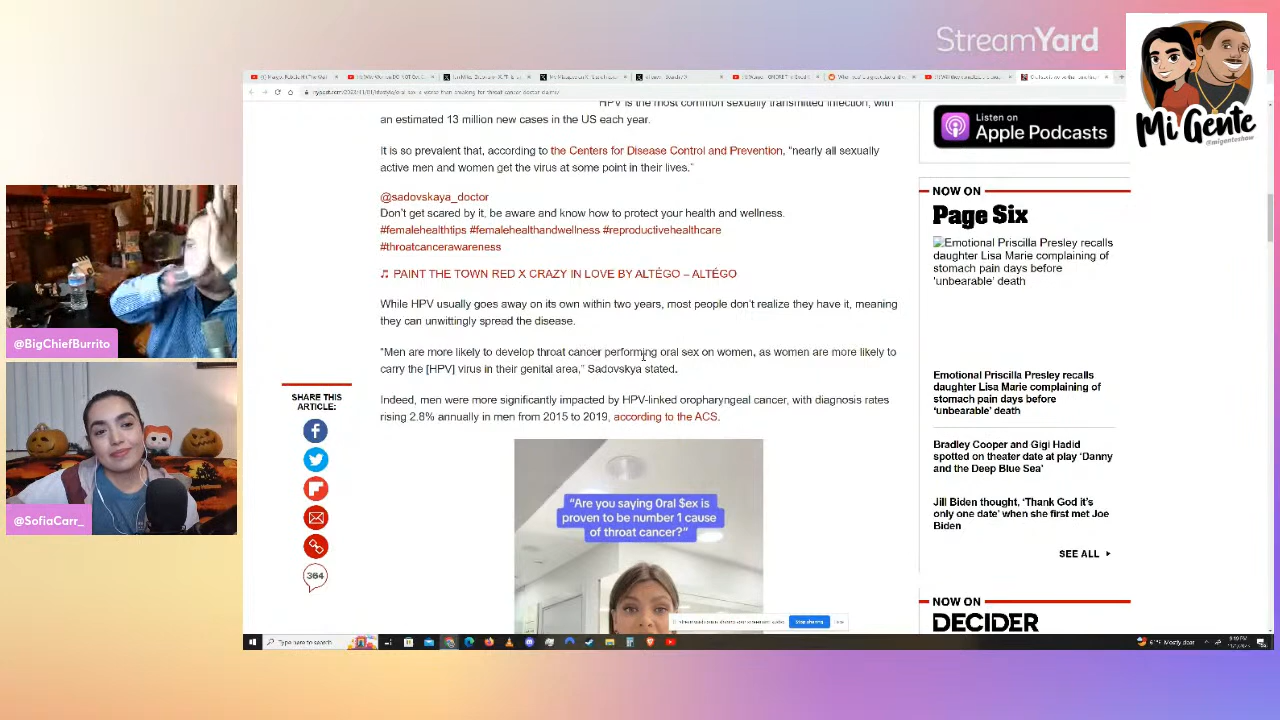 StreamYard
Mi Gente
@migenteshow
HPV is the most common sexually transmitted infection, with
an estimated 13 million new cases in the US each year.
It is so prevalent that, according to the Centers for Disease Control and Prevention, “nearly all sexually
active men and women get the virus at some point in their lives.”
@sadovskaya_doctor
Don’t get scared by it, be aware and know how to protect your health and wellness.
#femalehealthtips #femalehealthandwellness #reproductivehealthcare
#throatcancerawareness
♬ PAINT THE TOWN RED X CRAZY IN LOVE BY ALTÉGO – ALTÉGO
While HPV usually goes away on its own within two years, most people don’t realize they have it, meaning
they can unwittingly spread the disease.
“Men are more likely to develop throat cancer performing oral sex on women, as women are more likely to
carry the [HPV] virus in their genital area,” Sadovskya stated.
Indeed, men were more significantly impacted by HPV-linked oropharyngeal cancer, with diagnosis rates
rising 2.8% annually in men from 2015 to 2019, according to the ACS.
“Are you saying 0ral $ex is
proven to be number 1 cause
of throat cancer?”
SHARE THIS
ARTICLE:
364
Listen on
Apple Podcasts
NOW ON
Page Six
Emotional Priscilla Presley recalls
daughter Lisa Marie complaining of
stomach pain days before
‘unbearable’ death
Emotional Priscilla Presley recalls
daughter Lisa Marie complaining of
stomach pain days before
‘unbearable’ death
Bradley Cooper and Gigi Hadid
spotted on theater date at play ‘Danny
and the Deep Blue Sea’
Jill Biden thought, ‘Thank God it’s
only one date’ when she first met Joe
Biden
SEE ALL
NOW ON
DECIDER
@BigChiefBurrito
@SofiaCarr_
Stop sharing
Type here to search